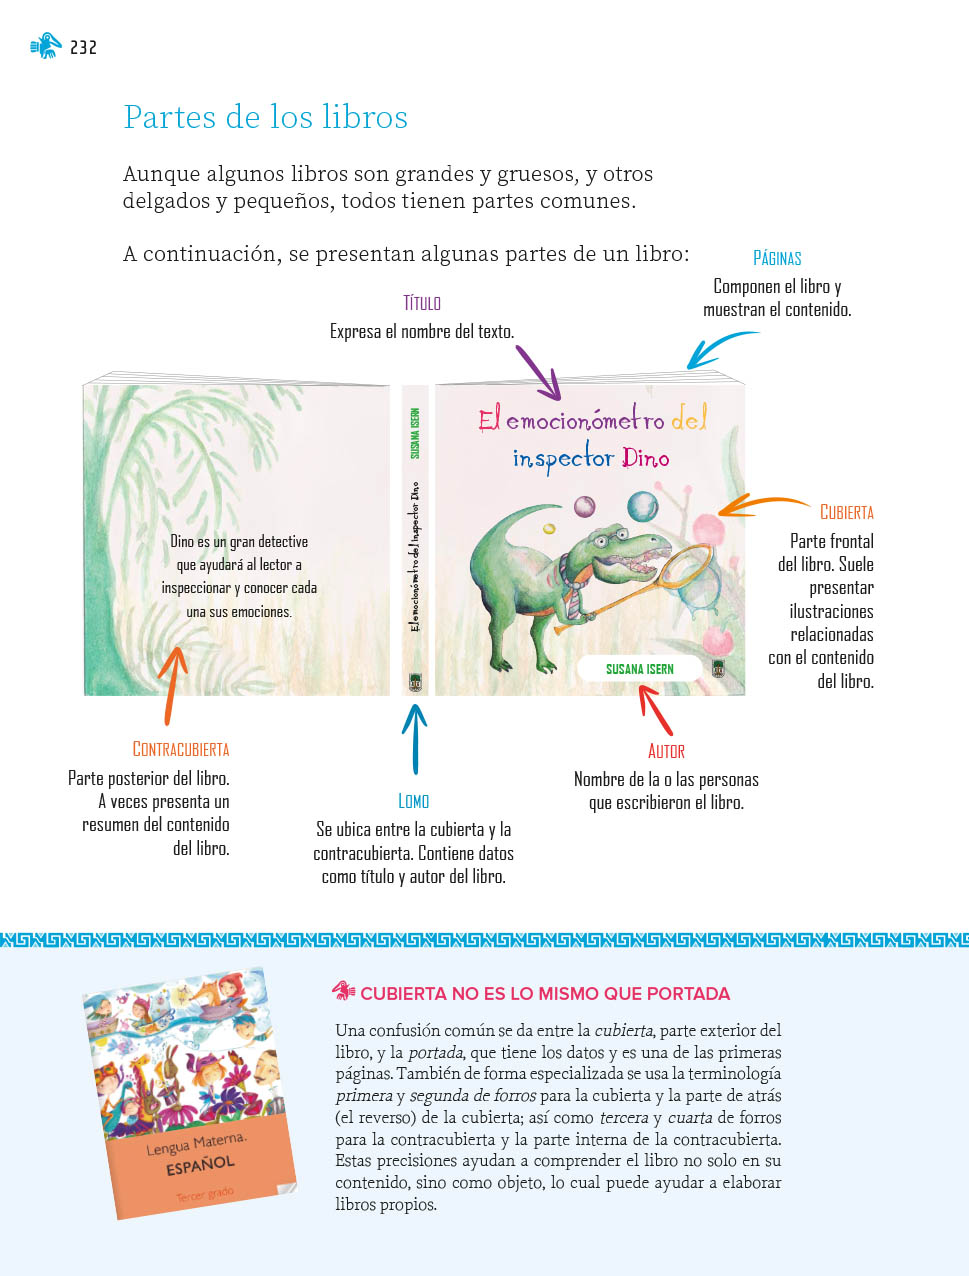 232
Partes de los libros
Aunque algunos libros son grandes y gruesos, y otros
delgados y pequeños, todos tienen partes comunes.
A continuación, se presentan algunas partes de un libro:
PÁGINAS
Componen el libro y
muestran el contenido.
TÍTULO
Expresa el nombre del texto.
El emocionómetro del
inspector Dino
SUSANA ISERN
El emocionómetro del Inspector Dino
Dino es un gran detective
que ayudará al lector a
inspeccionar y conocer cada
una sus emociones.
SUSANA ISERN
CUBIERTA
Parte frontal
del libro. Suele
presentar
ilustraciones
relacionadas
con el contenido
del libro.
CONTRACUBIERTA
Parte posterior del libro.
A veces presenta un
resumen del contenido
del libro.
LOMO
Se ubica entre la cubierta y la
contracubierta. Contiene datos
como título y autor del libro.
AUTOR
Nombre de la o las personas
que escribieron el libro.
CUBIERTA NO ES LO MISMO QUE PORTADA
Una confusión común se da entre la cubierta, parte exterior del
libro, y la portada, que tiene los datos y es una de las primeras
páginas. También de forma especializada se usa la terminología
primera y segunda de forros para la cubierta y la parte de atrás
(el reverso) de la cubierta; así como tercera y cuarta de forros
para la contracubierta y la parte interna de la contracubierta.
Estas precisiones ayudan a comprender el libro no solo en su
contenido, sino como objeto, lo cual puede ayudar a elaborar
libros propios.
Lengua Materna.
ESPAÑOL
Tercer grado